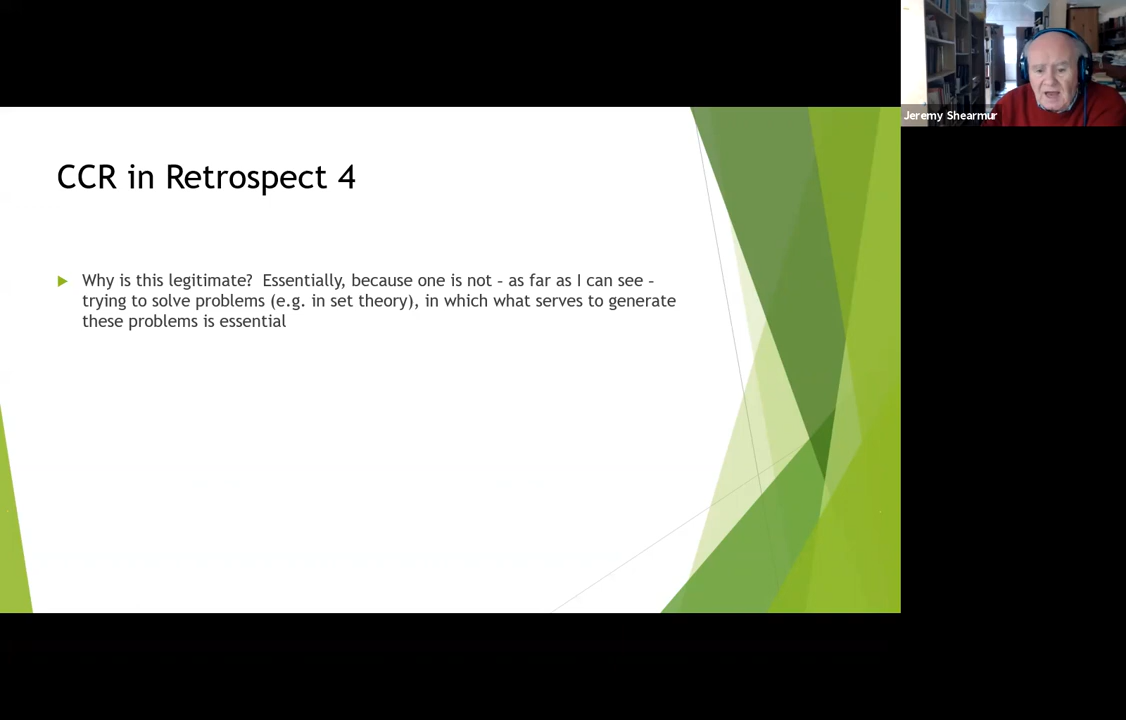 Jeremy Shearmur
CCR in Retrospect 4
Why is this legitimate?  Essentially, because one is not – as far as I can see –
trying to solve problems (e.g. in set theory), in which what serves to generate
these problems is essential